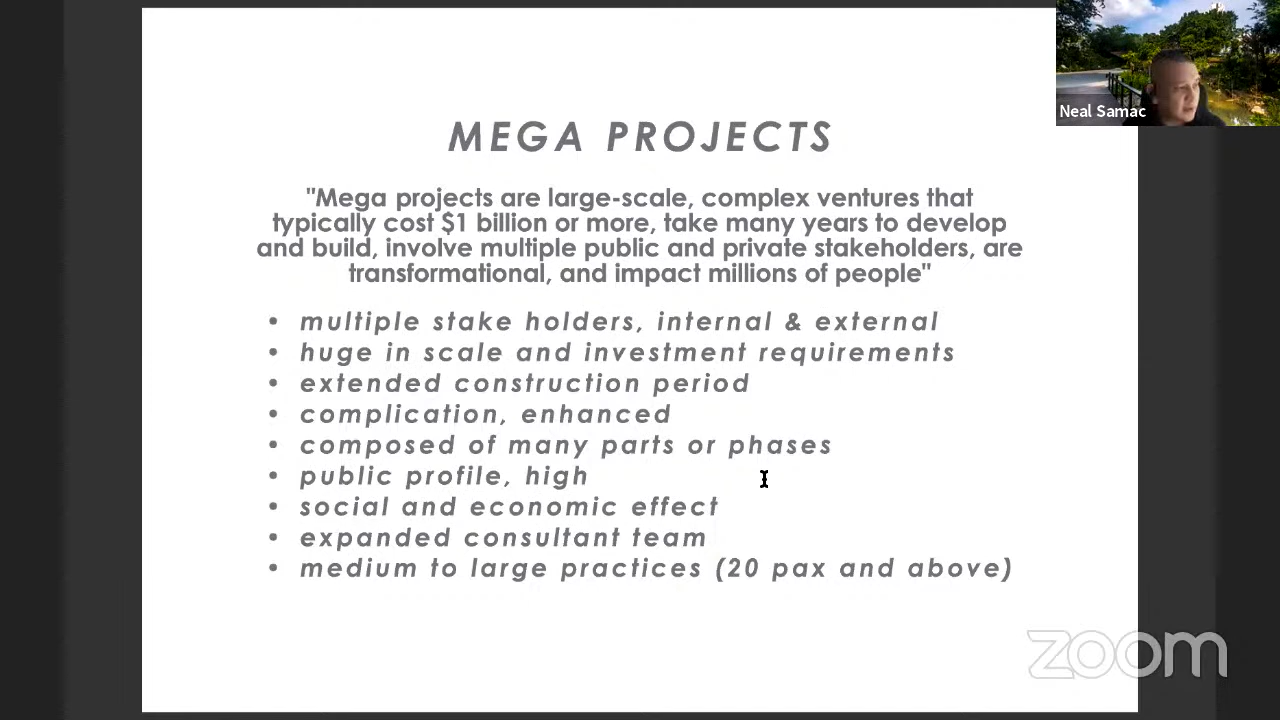 MEGA PROJECTS
"Mega projects are large-scale, complex ventures that
typically cost $1 billion or more, take many years to develop
and build, involve multiple public and private stakeholders, are
transformational, and impact millions of people"
• multiple stake holders, internal & external
• huge in scale and investment requirements
• extended construction period
• complication, enhanced
• composed of many parts or phases
• public profile, high
• social and economic effect
• expanded consultant team
• medium to large practices (20 pax and above)
Neal Samac
zoom